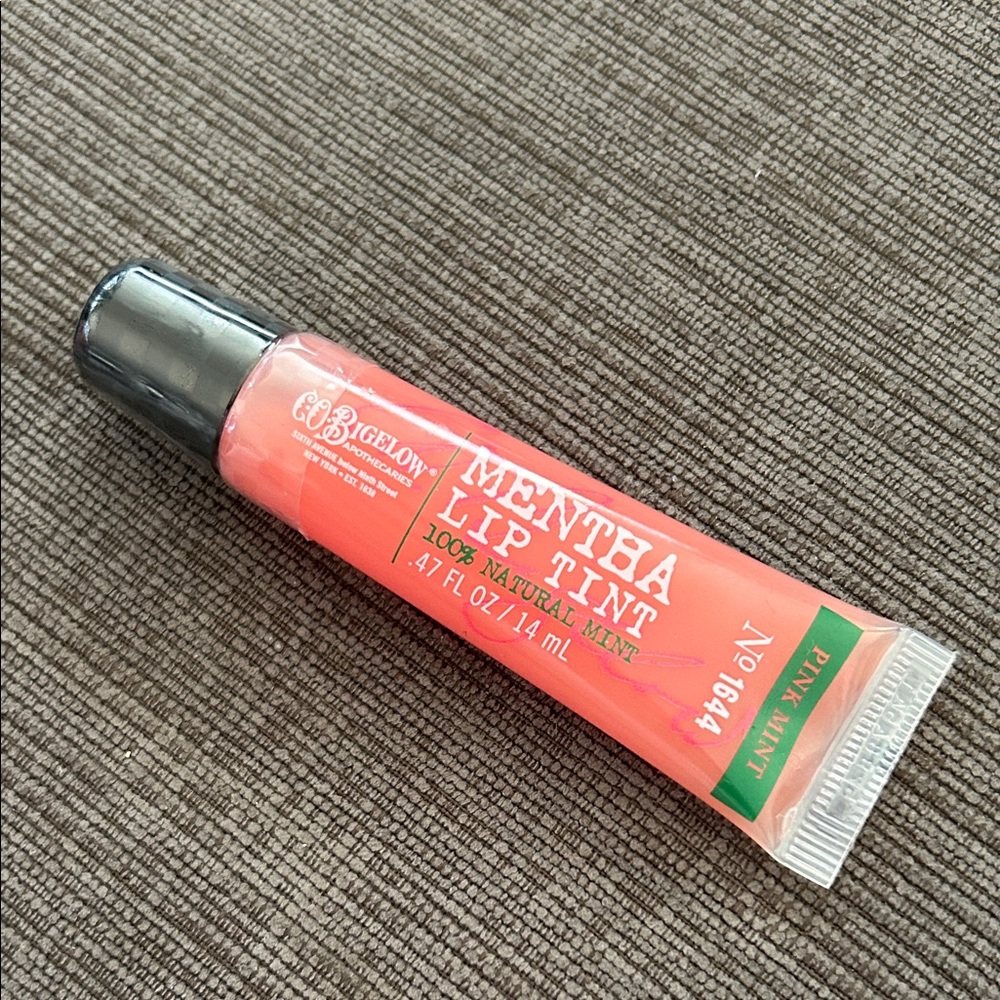 C.O. BIGELOW®
APOTHECARIES
SIXTH AVENUE below Ninth Street
NEW YORK • EST. 1838
MENTHA
LIP TINT
100% NATURAL MINT
.47 FL OZ / 14 mL
Nº 1644
PINK MINT